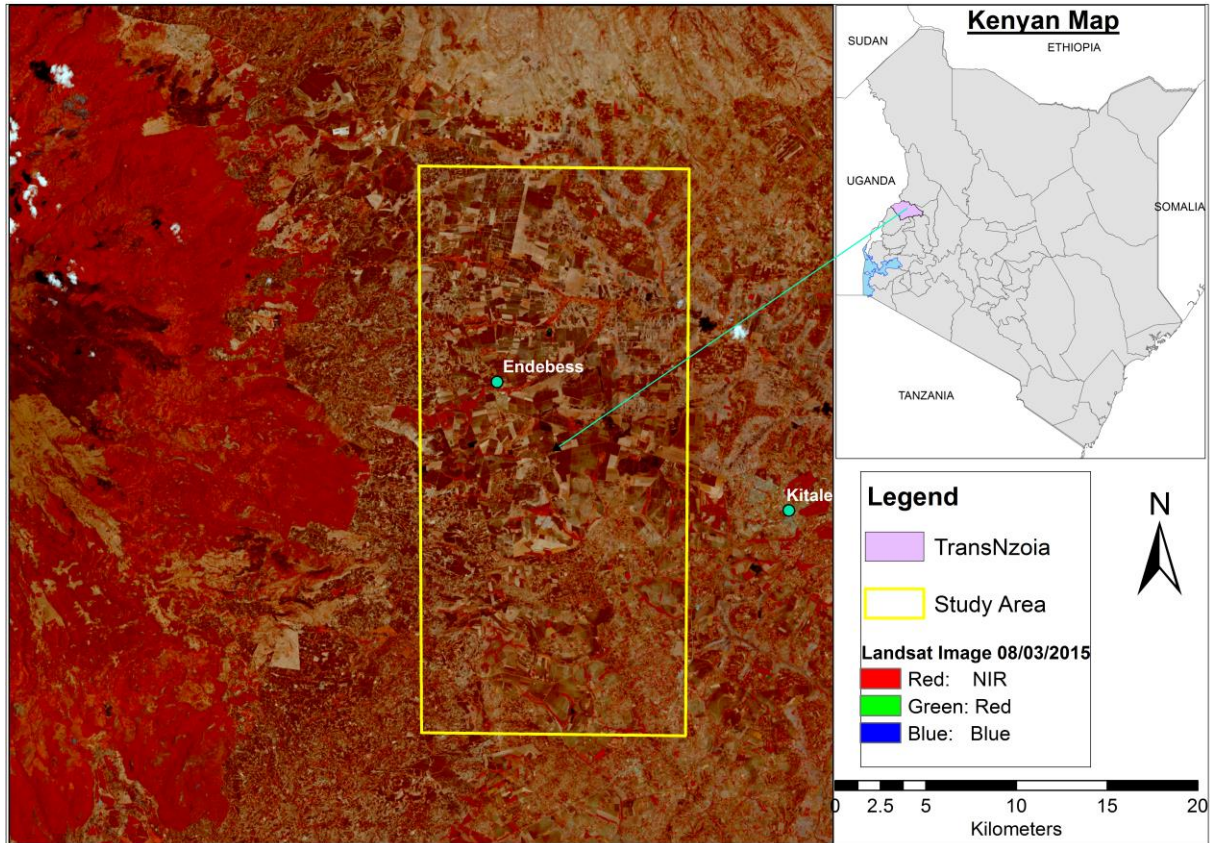 Kenyan Map
SUDAN
ETHIOPIA
UGANDA
SOMALIA
TANZANIA
Endebess
Kitale
Legend
TransNzoia
Study Area
Landsat Image 08/03/2015
Red: NIR
Green: Red
Blue: Blue
N
0 2.5 5 10 15 20
Kilometers